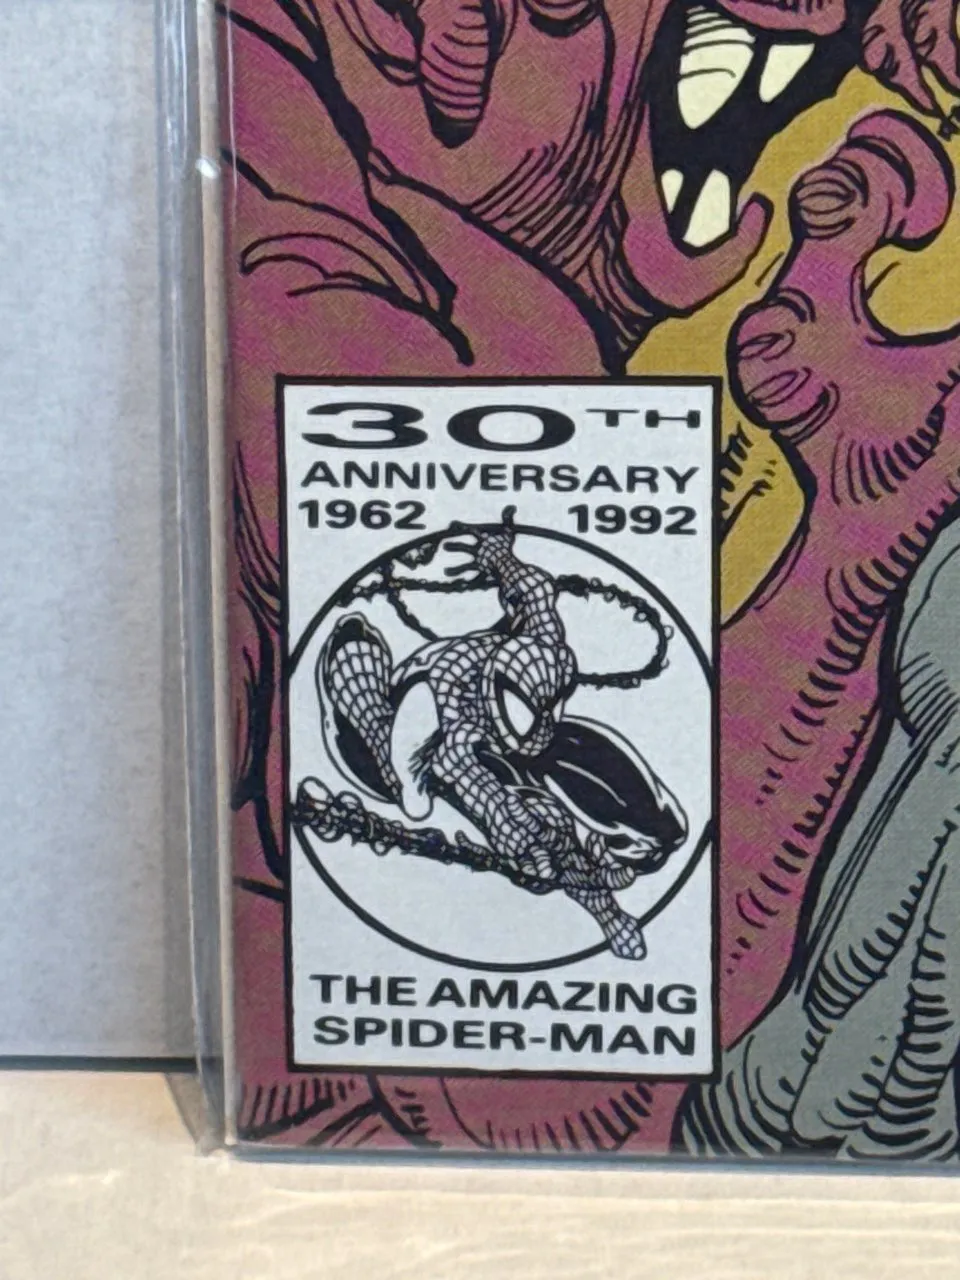 30TH
ANNIVERSARY
1962 1992
THE AMAZING
SPIDER-MAN